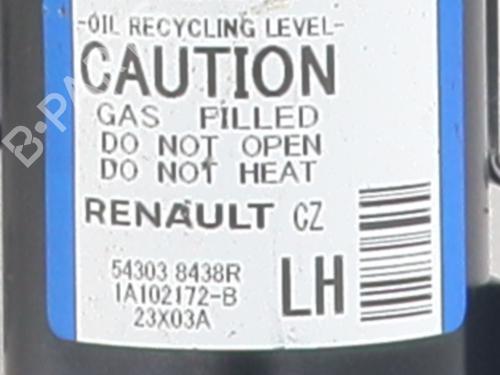 -OIL RECYCLING LEVEL-
CAUTION
GAS FILLED
DO NOT OPEN
DO NOT HEAT
RENAULT CZ
54303 8438R
1A102172-B
23X03A
LH